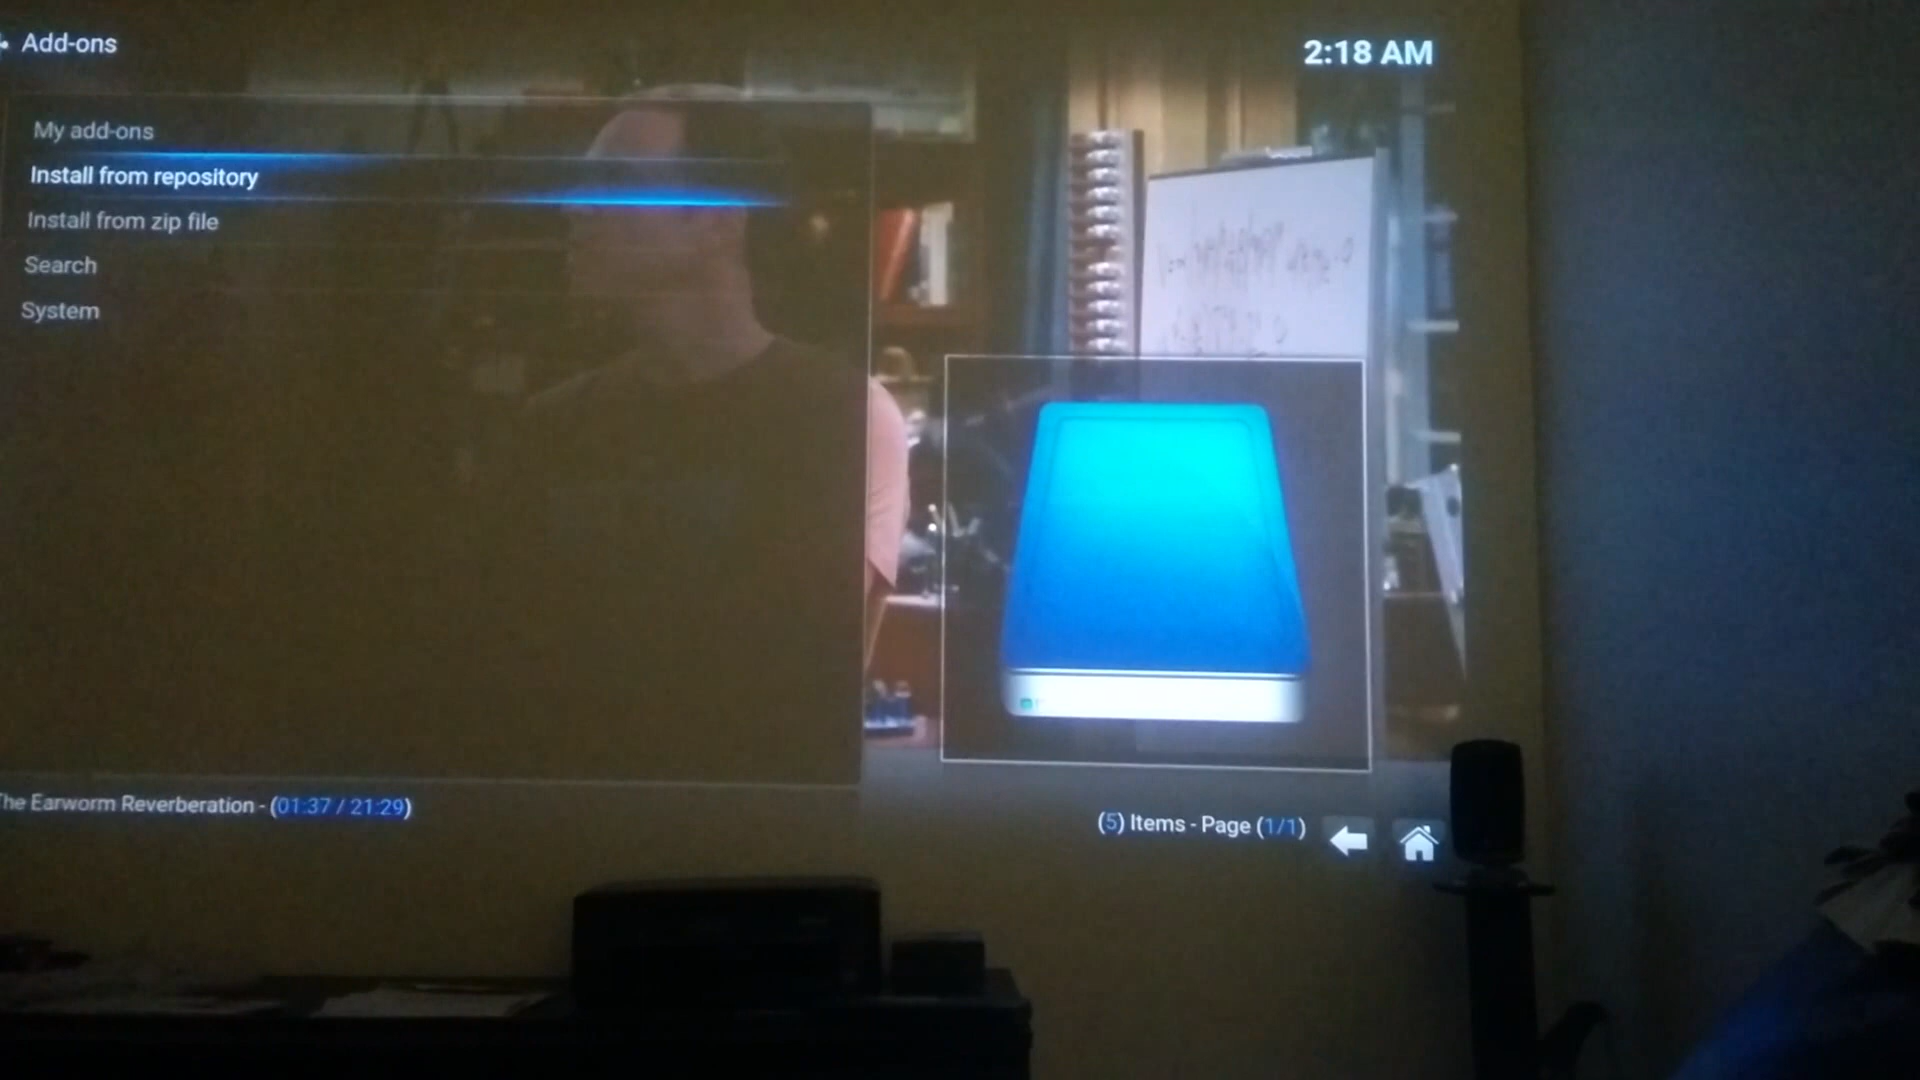 Add-ons
2:18 AM
My add-ons
Install from repository
Install from zip file
Search
System
The Earworm Reverberation - (01:37 / 21:29)
(5) Items - Page (1/1)